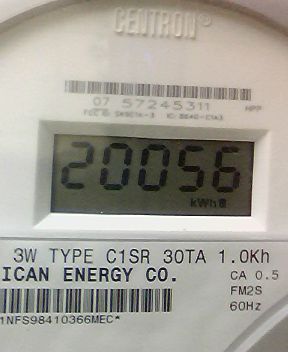 CENTRON®
07 57245311 HPP
20056
kWh
3W TYPE C1SR 30TA 1.0Kh
ICAN ENERGY CO. CA 0.5
FM2S
60Hz
1NFS98410366MEC*